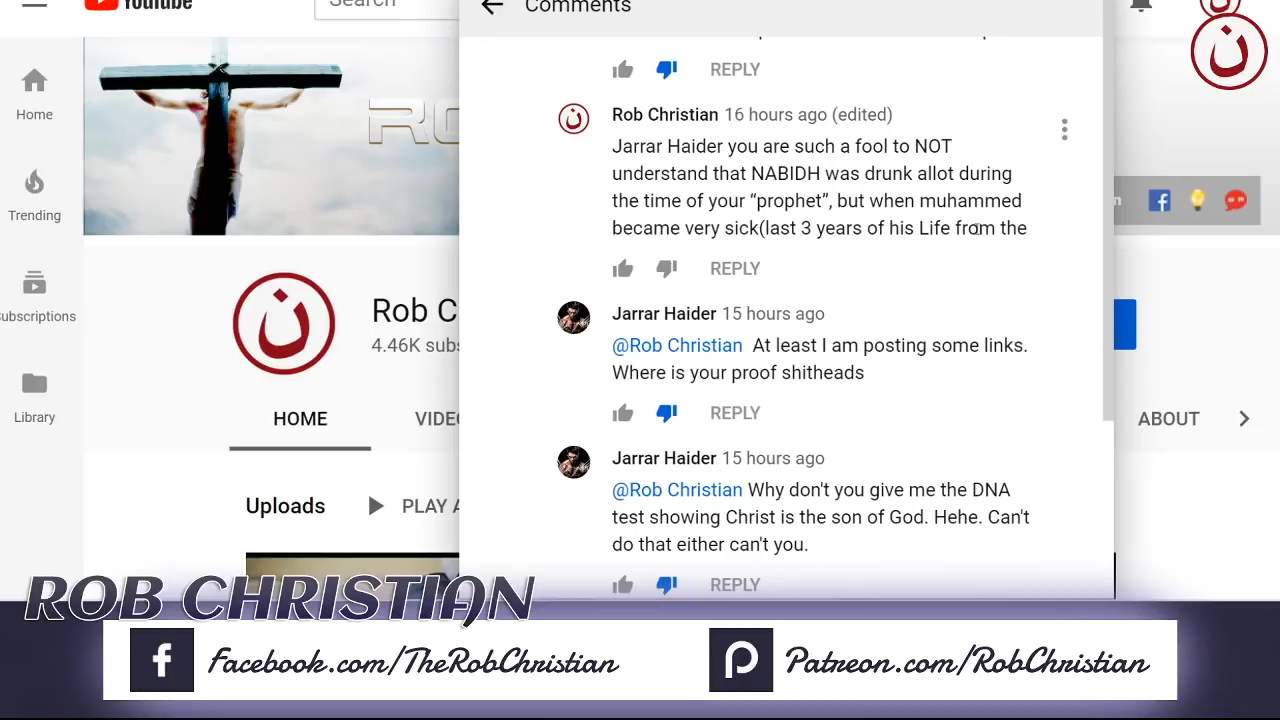 YouTube
Search
Comments
Home
Trending
Subscriptions
Library
ن
ن
REPLY
Rob Christian 16 hours ago (edited)
Jarrar Haider you are such a fool to NOT
understand that NABIDH was drunk allot during
the time of your “prophet”, but when muhammed
became very sick(last 3 years of his Life from the
REPLY
Jarrar Haider 15 hours ago
@Rob Christian At least I am posting some links.
Where is your proof shitheads
REPLY
Jarrar Haider 15 hours ago
@Rob Christian Why don't you give me the DNA
test showing Christ is the son of God. Hehe. Can't
do that either can't you.
REPLY
Rob C
4.46K subs
HOME
VIDEO
ABOUT
Uploads
PLAY A
ROB CHRISTIAN
Facebook.com/TheRobChristian
Patreon.com/RobChristian